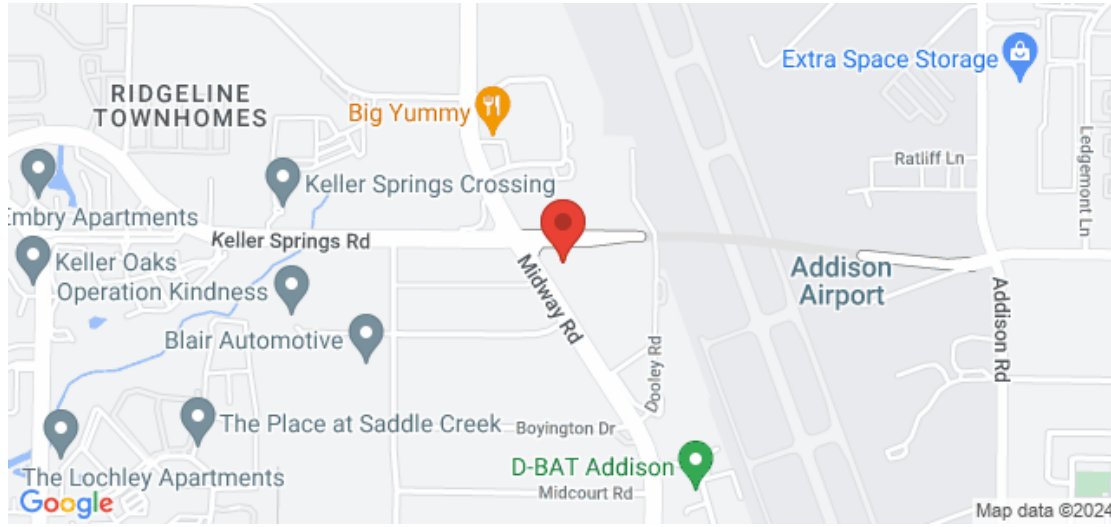 Extra Space Storage
RIDGELINE
TOWNHOMES
Big Yummy
Ledgemont Ln
Ratliff Ln
Keller Springs Crossing
Embry Apartments
Keller Springs Rd
Keller Oaks
Operation Kindness
Midway Rd
Addison
Airport
Addison Rd
Blair Automotive
Dooley Rd
The Place at Saddle Creek
Boyington Dr
D-BAT Addison
The Lochley Apartments
Midcourt Rd
Google
Map data ©2024